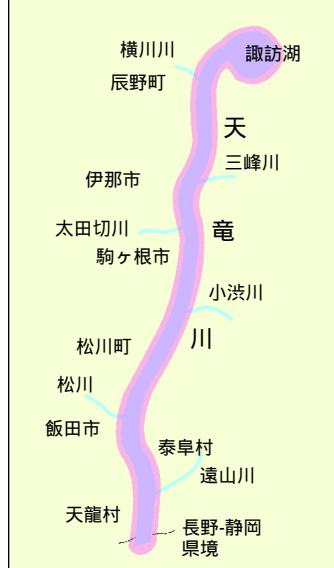 横川川
諏訪湖
辰野町
天
三峰川
伊那市
太田切川
竜
駒ヶ根市
小渋川
川
松川町
松川
飯田市
泰阜村
遠山川
天龍村
長野-静岡
県境